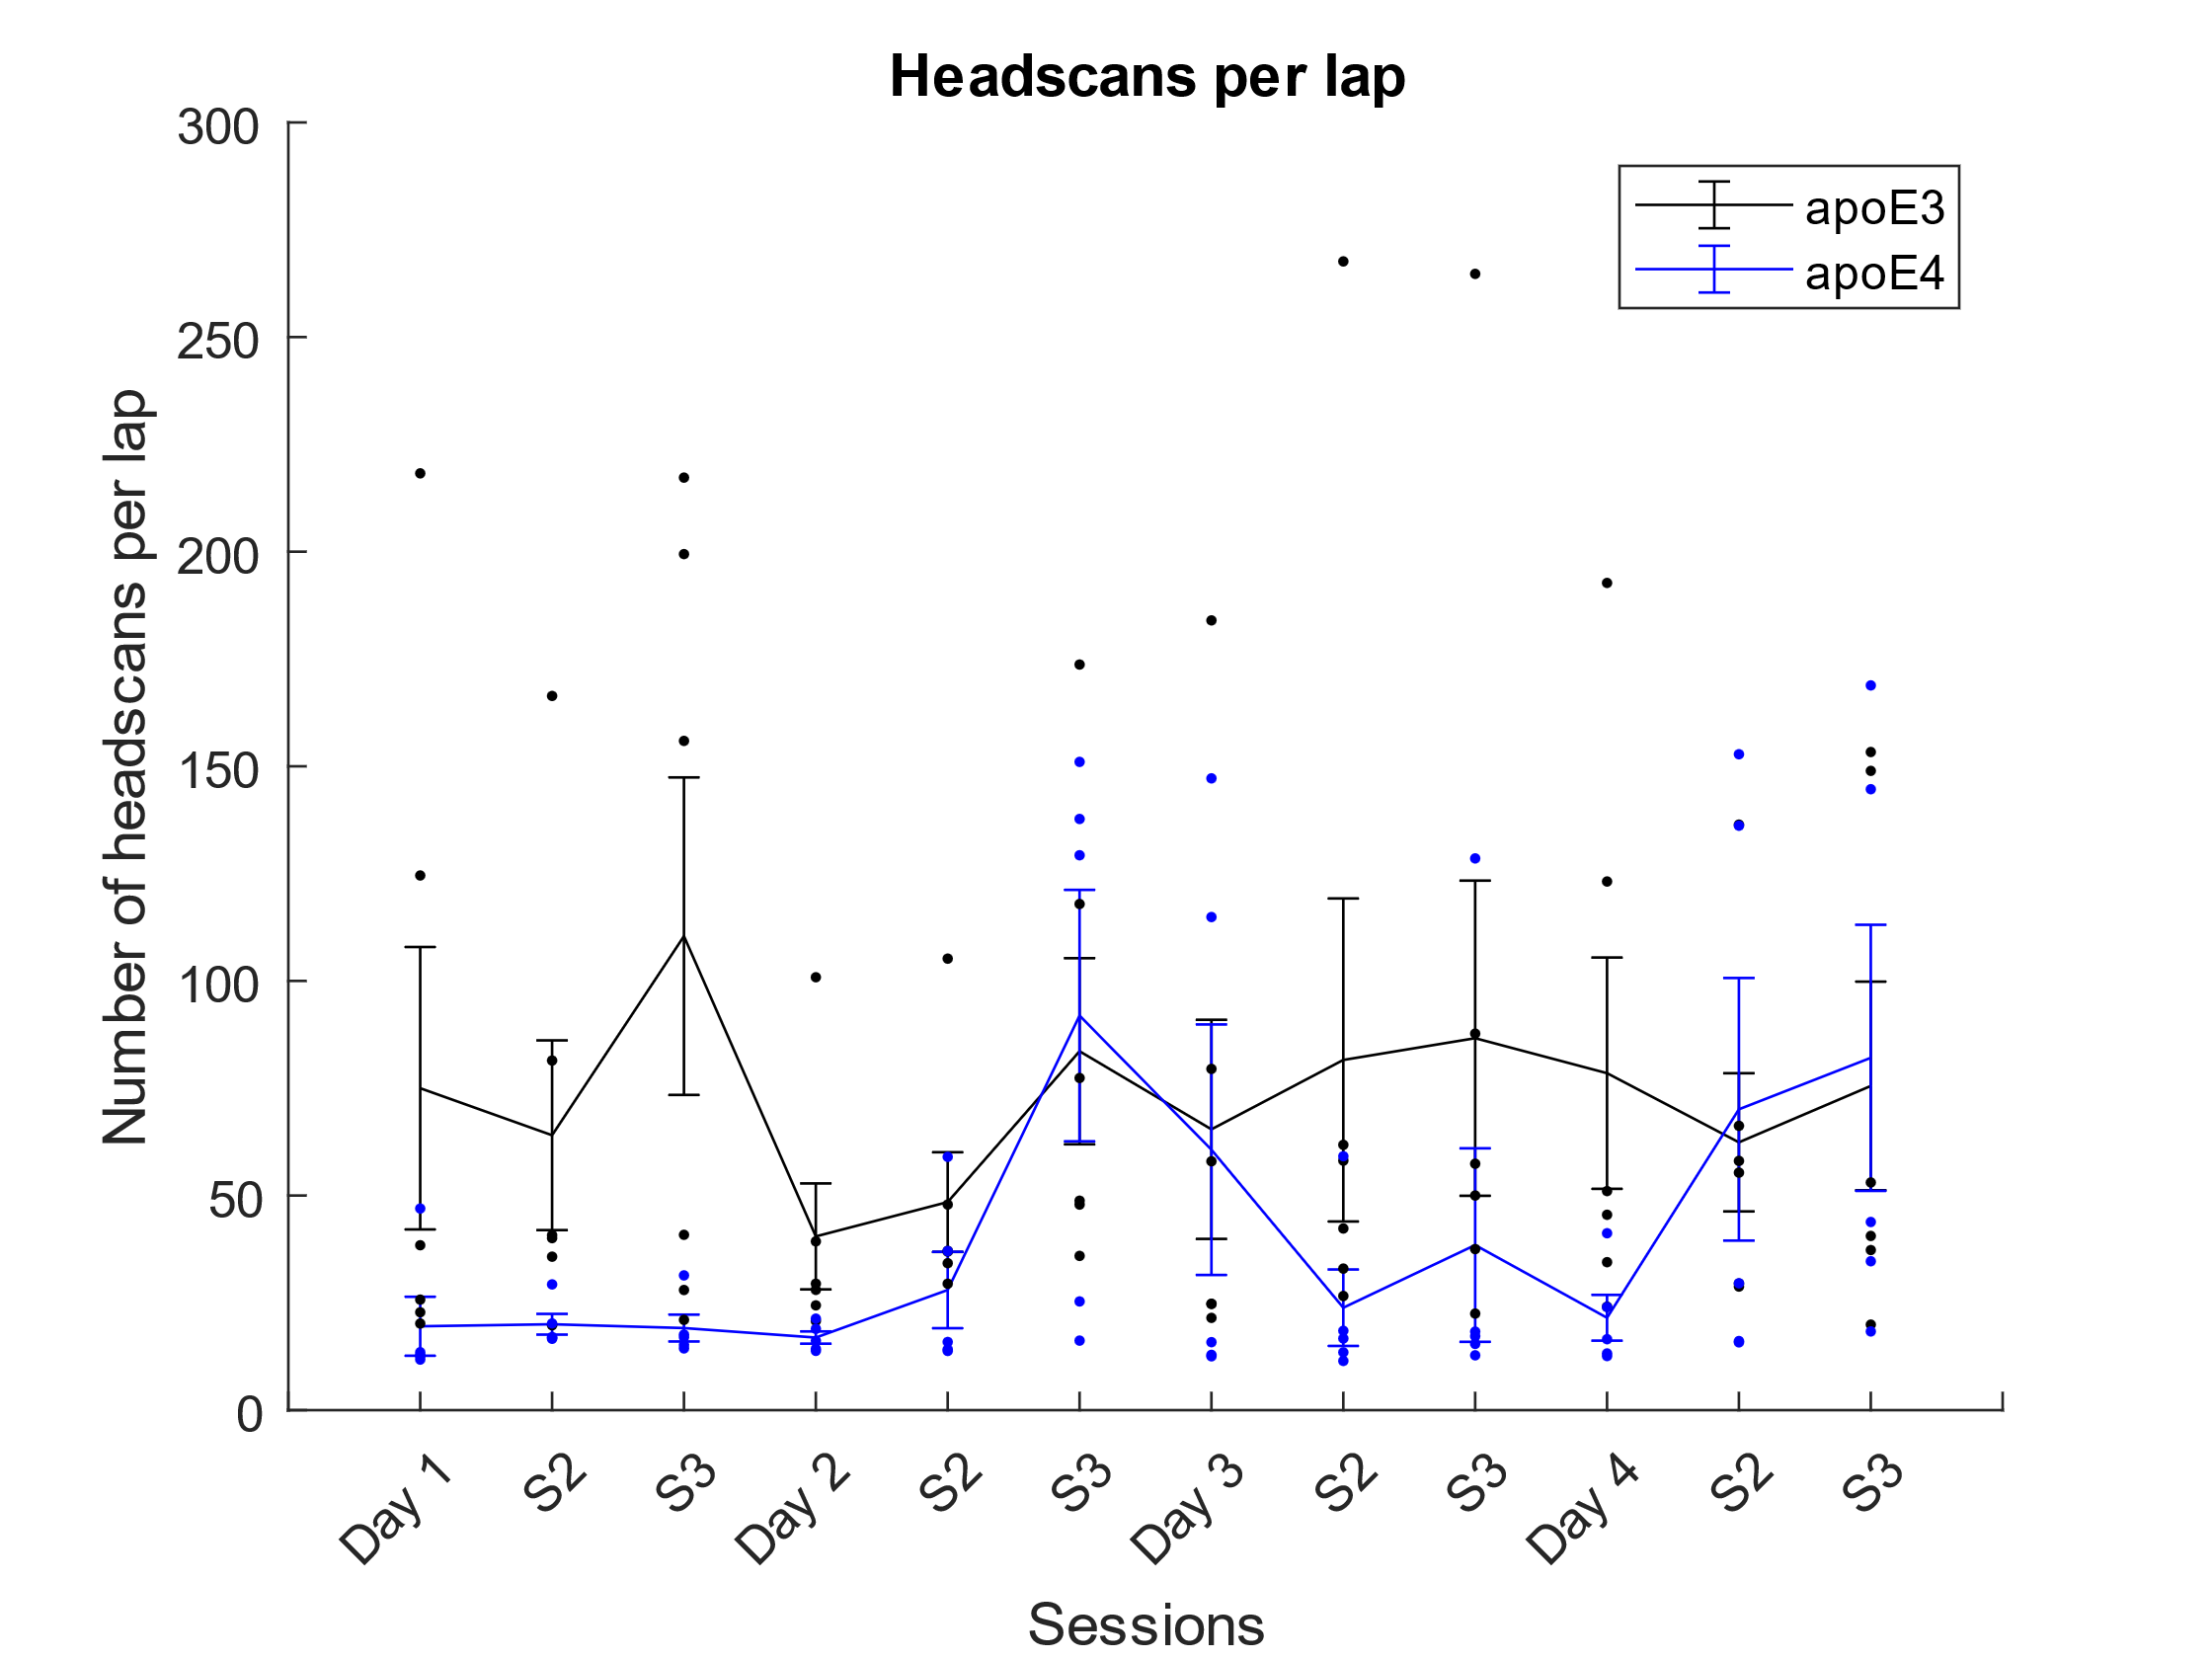 Headscans per lap
300
250
200
150
100
50
0
Number of headscans per lap
apoE3
apoE4
Day 1
S2
S3
Day 2
S2
S3
Day 3
S2
S3
Day 4
S2
S3
Sessions